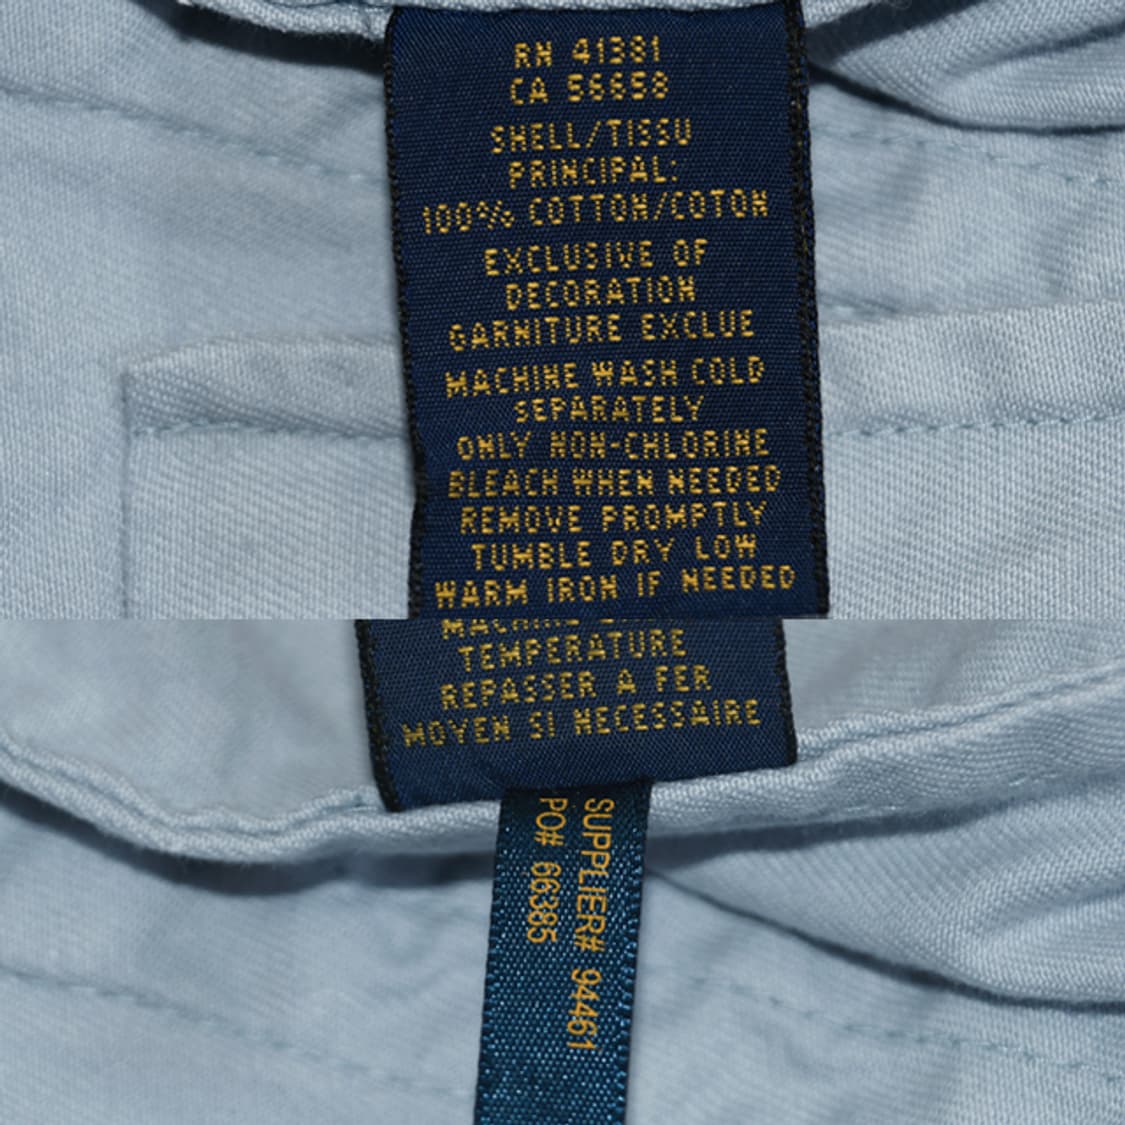 RN 41381
CA 56658
SHELL/TISSU
PRINCIPAL:
100% COTTON/COTON
EXCLUSIVE OF
DECORATION
GARNITURE EXCLUE
MACHINE WASH COLD
SEPARATELY
ONLY NON-CHLORINE
BLEACH WHEN NEEDED
REMOVE PROMPTLY
TUMBLE DRY LOW
WARM IRON IF NEEDED
TEMPERATURE
REPASSER A FER
MOYEN SI NECESSAIRE
SUPPLIER# 94461
PO# 66385